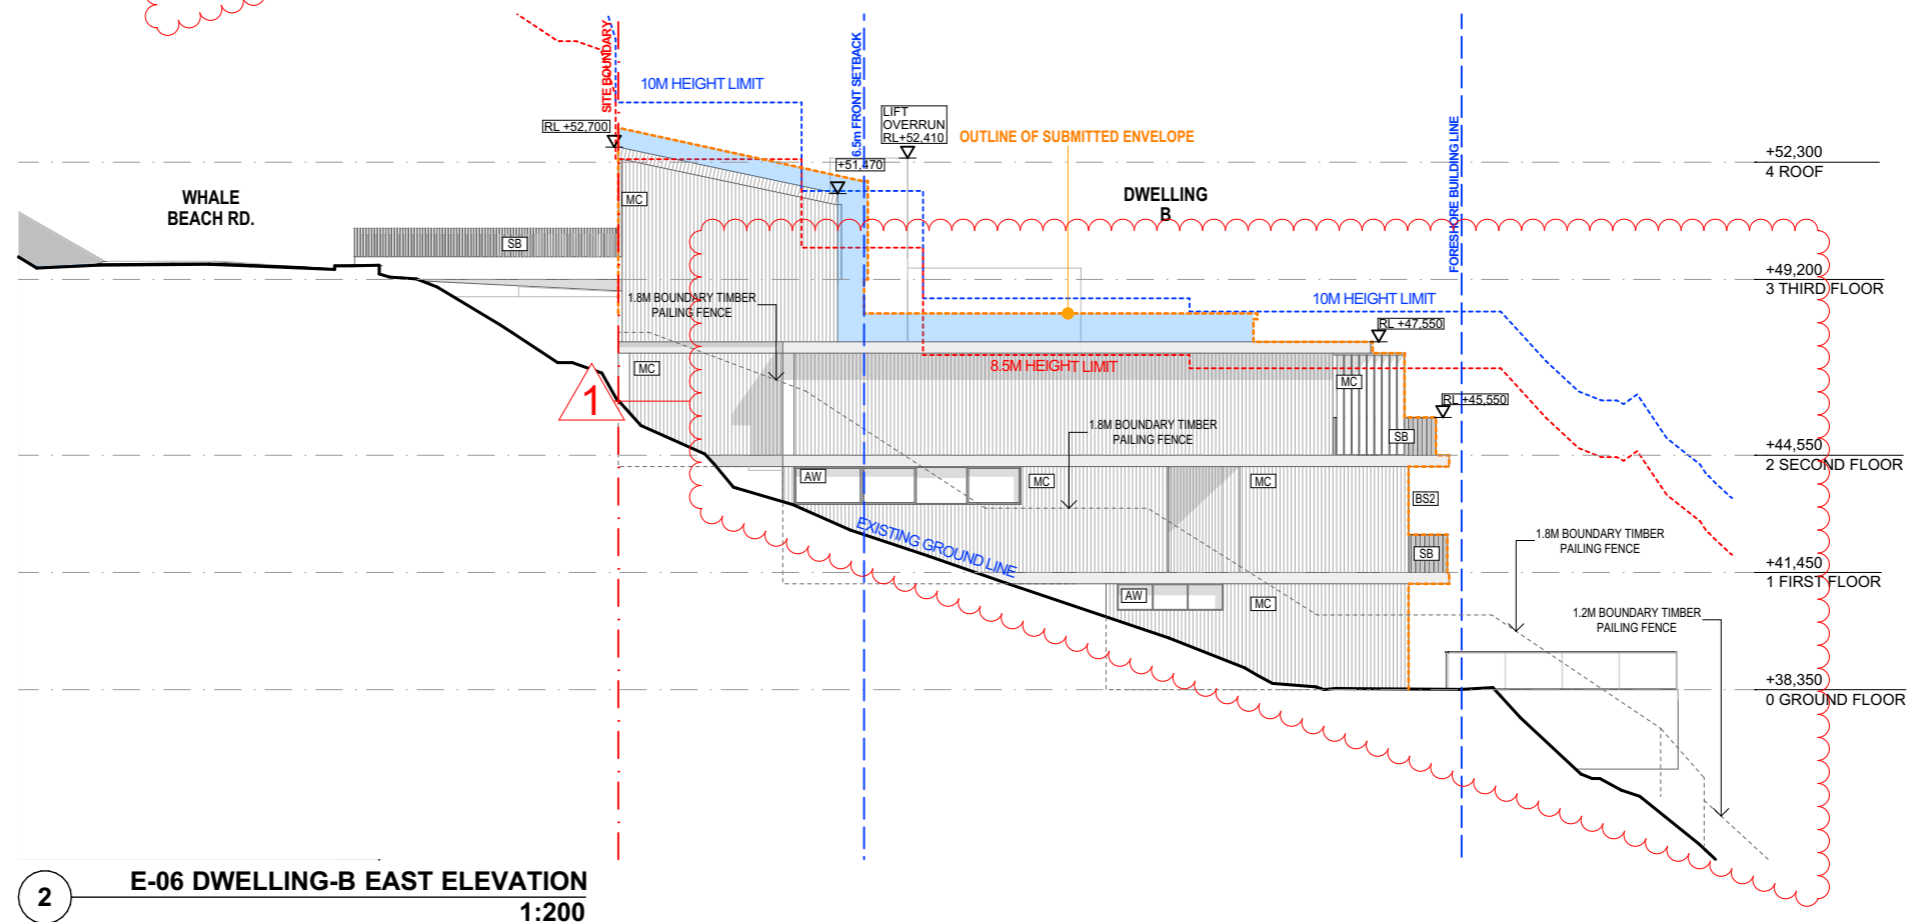 SITE BOUNDARY
10M HEIGHT LIMIT
6.5m FRONT SETBACK
LIFT
OVERRUN
RL+52,410
RL +52,700
OUTLINE OF SUBMITTED ENVELOPE
FORESHORE BUILDING LINE
+52,300
4 ROOF
+51,470
WHALE
BEACH RD.
MC
DWELLING
B
SB
+49,200
3 THIRD FLOOR
1.8M BOUNDARY TIMBER
PAILING FENCE
10M HEIGHT LIMIT
RL +47,550
MC
8.5M HEIGHT LIMIT
MC
1
RL +45,550
1.8M BOUNDARY TIMBER
PAILING FENCE
SB
+44,550
2 SECOND FLOOR
AW
MC
MC
BS2
EXISTING GROUND LINE
1.8M BOUNDARY TIMBER
PAILING FENCE
SB
+41,450
1 FIRST FLOOR
AW
MC
1.2M BOUNDARY TIMBER
PAILING FENCE
+38,350
0 GROUND FLOOR
2
E-06 DWELLING-B EAST ELEVATION
1:200